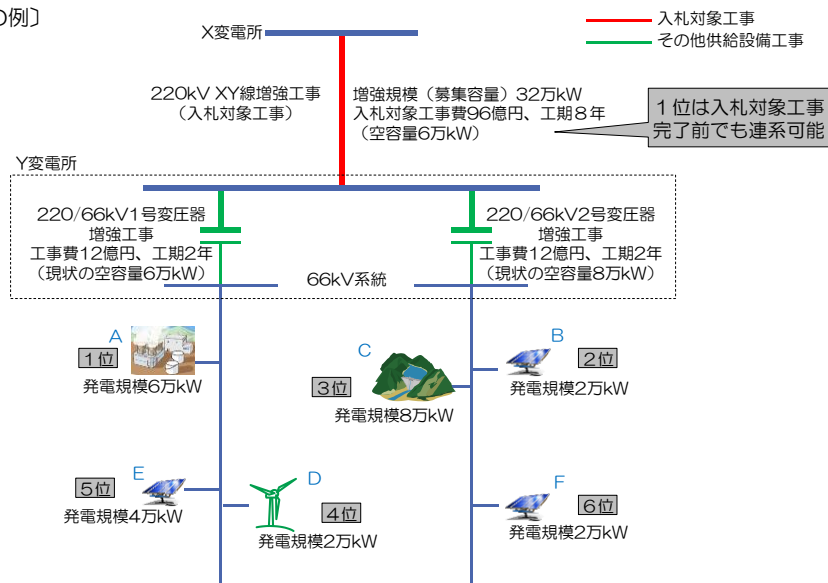 の例〕
入札対象工事
その他供給設備工事
X変電所
220kV XY線増強工事
（入札対象工事）
増強規模（募集容量）32万kW
入札対象工事費96億円、工期８年
（空容量6万kW）
１位は入札対象工事
完了前でも連系可能
Y変電所
220/66kV1号変圧器
増強工事
工事費12億円、工期2年
（現状の空容量6万kW）
220/66kV2号変圧器
増強工事
工事費12億円、工期2年
（現状の空容量8万kW）
66kV系統
A
１位
発電規模6万kW
C
３位
発電規模8万kW
B
２位
発電規模2万kW
E
５位
発電規模4万kW
D
４位
発電規模2万kW
F
６位
発電規模2万kW